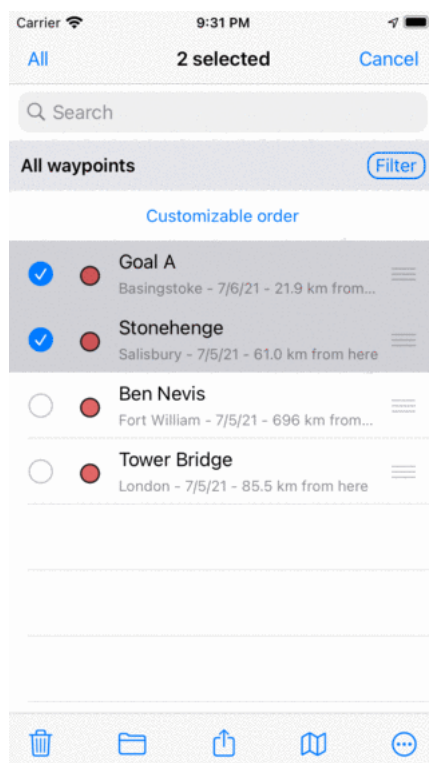 Carrier 9:31 PM
All 2 selected Cancel
Search
All waypoints Filter
Customizable order
Goal A
Basingstoke - 7/6/21 - 21.9 km from...
Stonehenge
Salisbury - 7/5/21 - 61.0 km from here
Ben Nevis
Fort William - 7/5/21 - 696 km from...
Tower Bridge
London - 7/5/21 - 85.5 km from here